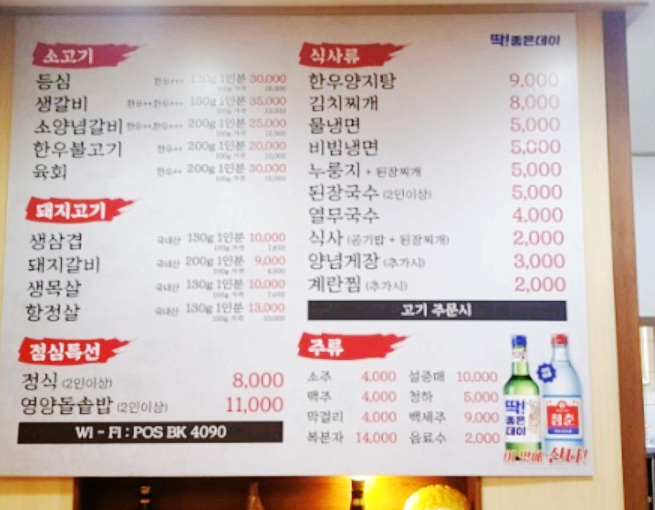 딱! 좋은데이
소고기
등심 한우+++ 120g 1인분 30,000
생갈비 한우++한우+++ 150g 1인분 35,000
소양념갈비 한우++한우+++ 200g 1인분 25,000
한우불고기 한우++ 200g 1인분 20,000
육회 한우++ 200g 1인분 30,000
돼지고기
생삼겹 국내산 130g 1인분 10,000
돼지갈비 국내산 200g 1인분 9,000
생목살 국내산 130g 1인분 10,000
항정살 국내산 130g 1인분 13,000
점심특선
정식 (2인이상) 8,000
영양돌솥밥 (2인이상) 11,000
WI - FI : POS BK 4090
식사류
한우양지탕 9,000
김치찌개 8,000
물냉면 5,000
비빔냉면 5,000
누룽지 + 된장찌개 5,000
된장국수 (2인이상) 5,000
열무국수 4,000
식사 (공기밥 + 된장찌개) 2,000
양념게장 (추가시) 3,000
계란찜 (추가시) 2,000
고기 주문시
주류
소주 4,000 설중매 10,000
맥주 4,000 청하 5,000
막걸리 4,000 백세주 9,000
복분자 14,000 음료수 2,000
딱!
좋은
데이
청춘